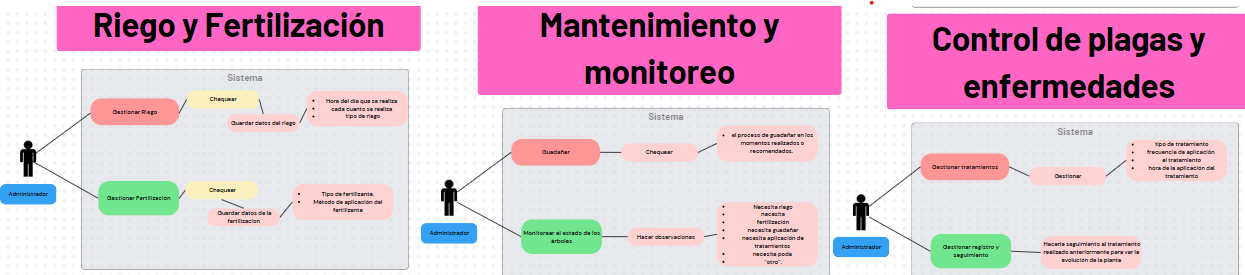 Riego y Fertilización
Sistema
Gestionar Riego
Chequear
Guardar datos del riego
Hora del día que se realiza
cada cuanto se realiza
tipo de riego
Administrador
Gestionar Fertilización
Chequear
Guardar datos de la
fertilizacion
Tipo de fertilizante.
Método de aplicación del
fertilizante
Mantenimiento y
monitoreo
Sistema
Guadañar
Chequear
el proceso de guadañar en los
momentos realizados o
recomendados.
Administrador
Monitorear el estado de los
árboles
Hacer observaciones
Necesita riego
necesita
fertilización
necesita guadañar
necesita aplicación de
tratamientos
necesita poda
"otro".
Control de plagas y
enfermedades
Sistema
Gestionar tratamientos
Gestionar
tipo de tratamiento
frecuencia de aplicación
el tratamiento
hora de la aplicación del
tratamiento
Administrador
Gestionar registro y
seguimiento
Hacerle seguimiento al tratamiento
realizado anteriormente para ver la
evolución de la planta